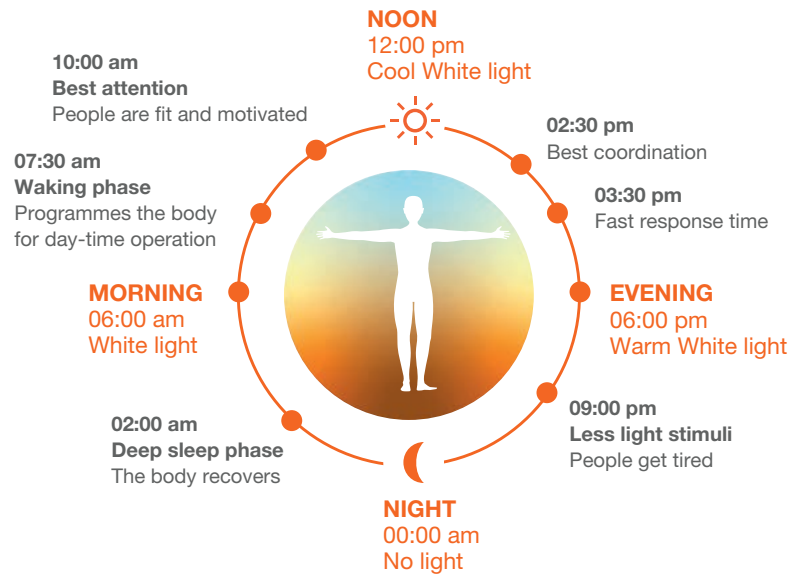 NOON
12:00 pm
Cool White light
10:00 am
Best attention
People are fit and motivated
02:30 pm
Best coordination
07:30 am
Waking phase
Programmes the body
for day-time operation
03:30 pm
Fast response time
MORNING
06:00 am
White light
EVENING
06:00 pm
Warm White light
02:00 am
Deep sleep phase
The body recovers
09:00 pm
Less light stimuli
People get tired
NIGHT
00:00 am
No light